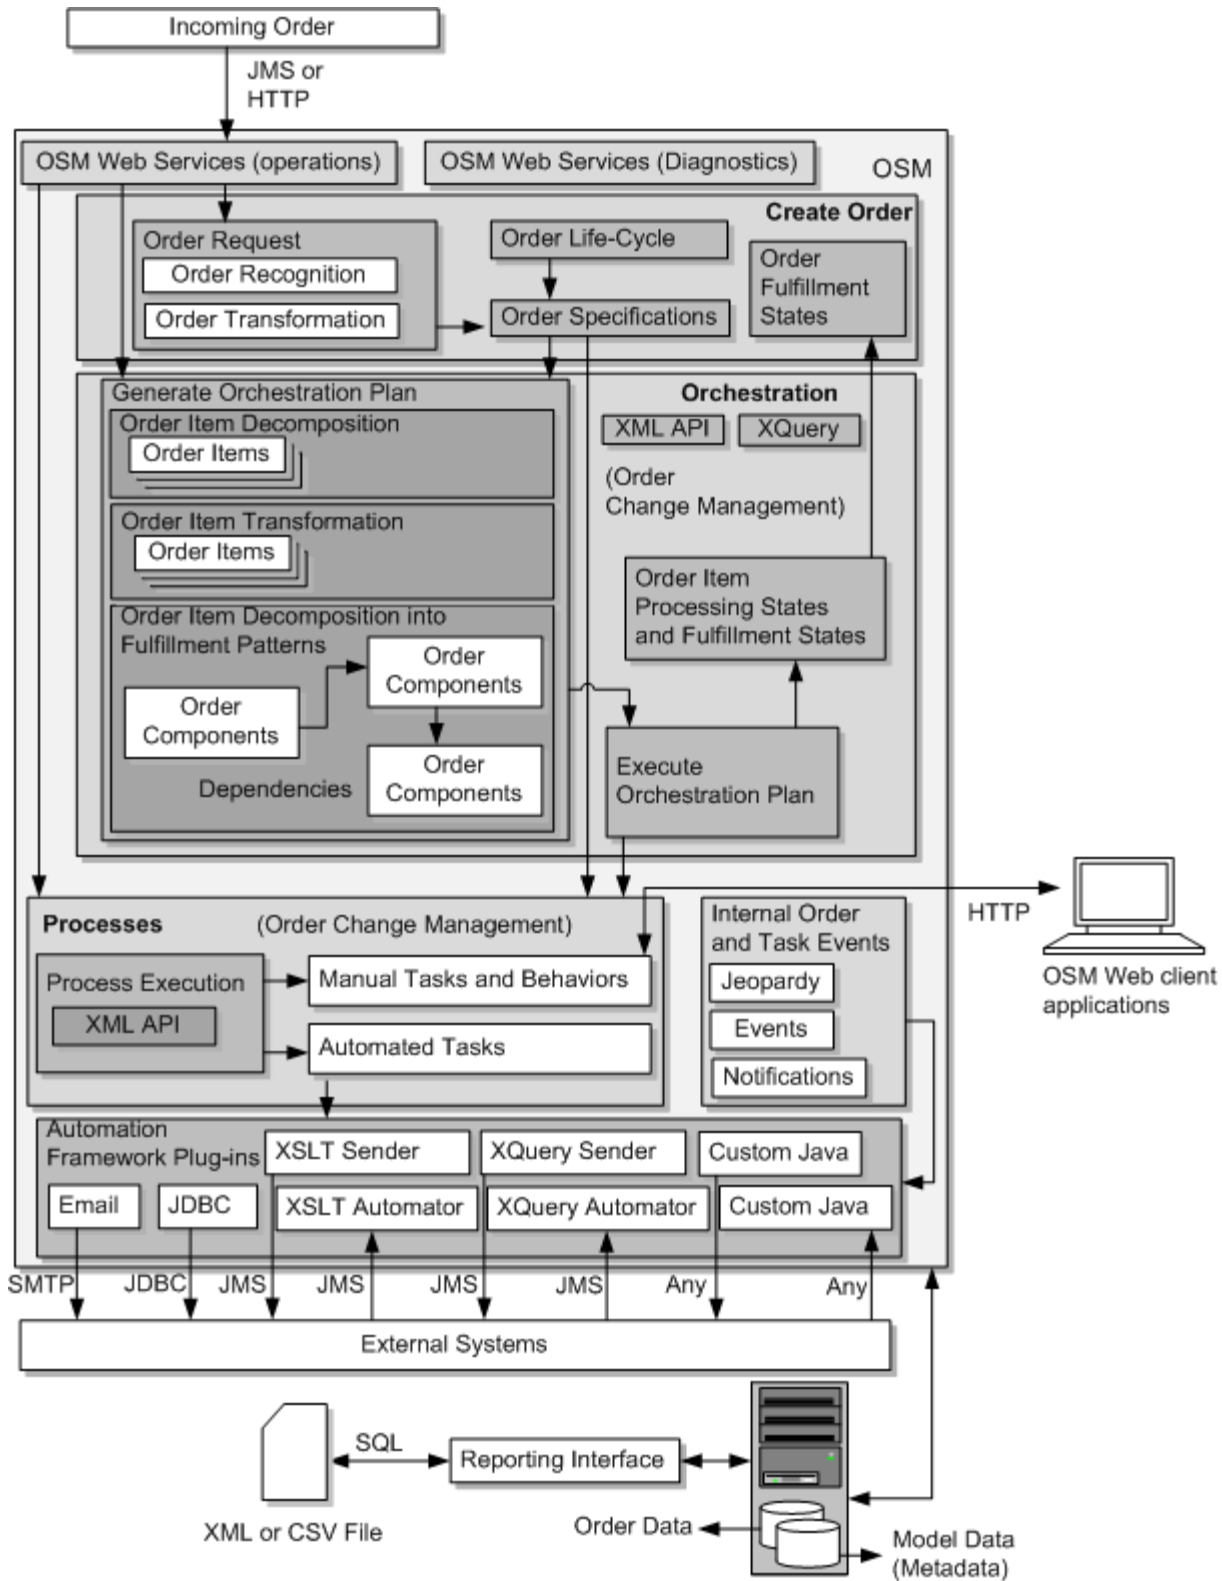 Incoming Order
JMS or
HTTP
OSM Web Services (operations)
OSM Web Services (Diagnostics)
OSM
Create Order
Order Request
Order Recognition
Order Transformation
Order Life-Cycle
Order Specifications
Order
Fulfillment
States
Generate Orchestration Plan
Order Item Decomposition
Order Items
Order Item Transformation
Order Items
Order Item Decomposition into
Fulfillment Patterns
Order
Components
Order
Components
Order
Components
Dependencies
Orchestration
XML API
XQuery
(Order
Change Management)
Order Item
Processing States
and Fulfillment States
Execute
Orchestration Plan
Processes
(Order Change Management)
Process Execution
XML API
Manual Tasks and Behaviors
Automated Tasks
Internal Order
and Task Events
Jeopardy
Events
Notifications
HTTP
OSM Web client
applications
Automation
Framework Plug-ins
XSLT Sender
XQuery Sender
Custom Java
Email
JDBC
XSLT Automator
XQuery Automator
Custom Java
SMTP
JDBC
JMS
JMS
JMS
JMS
Any
Any
External Systems
SQL
Reporting Interface
XML or CSV File
Order Data
Model Data
(Metadata)